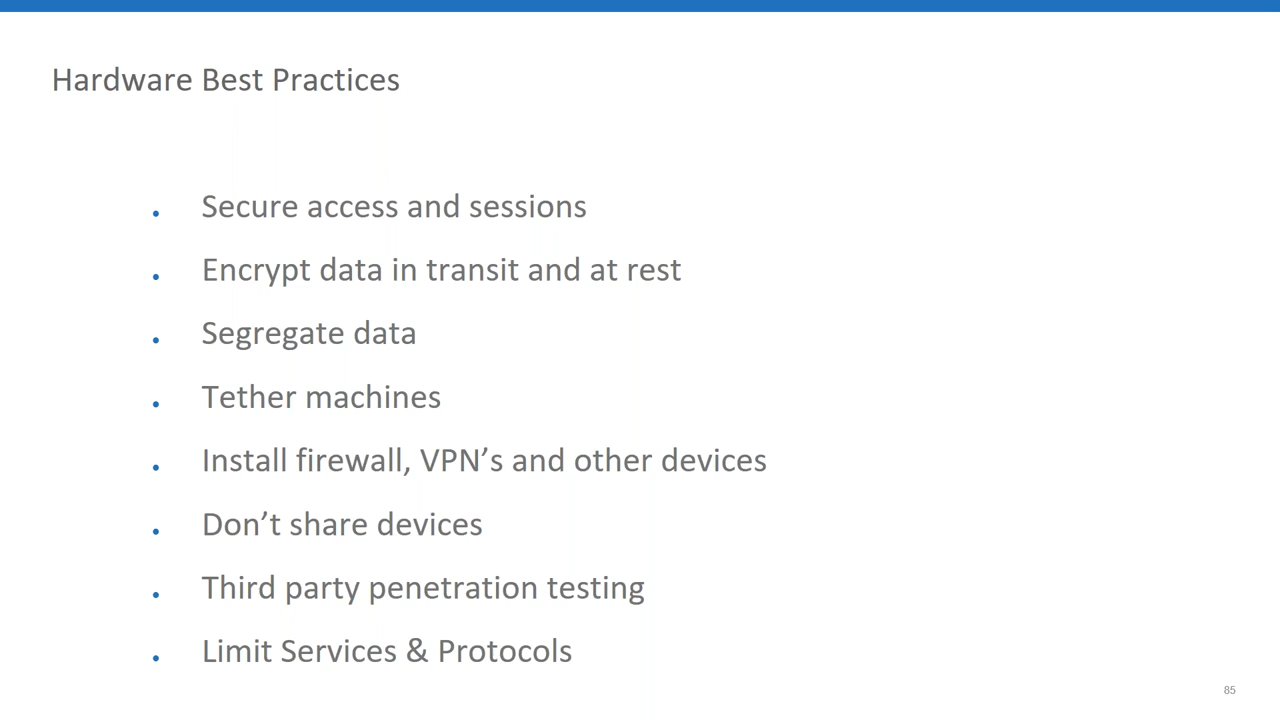 Hardware Best Practices
. Secure access and sessions
. Encrypt data in transit and at rest
. Segregate data
. Tether machines
. Install firewall, VPN’s and other devices
. Don’t share devices
. Third party penetration testing
. Limit Services & Protocols
85